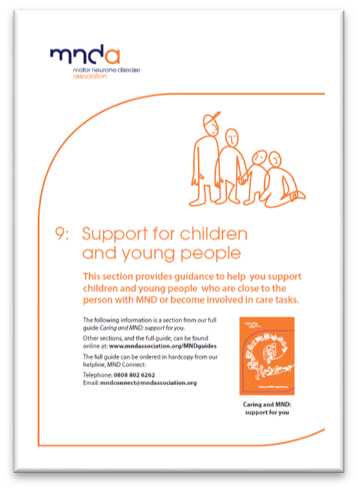 mnda
motor neurone disease
association
9: Support for children
and young people
This section provides guidance to help you support
children and young people who are close to the
person with MND or become involved in care tasks.
The following information is a section from our full
guide Caring and MND: support for you.
Other sections, and the full guide, can be found
online at: www.mndassociation.org/MNDguides
The full guide can be ordered in hardcopy from our
helpline, MND Connect:
Telephone: 0808 802 6262
Email: mndconnect@mndassociation.org
Caring and MND:
support for you